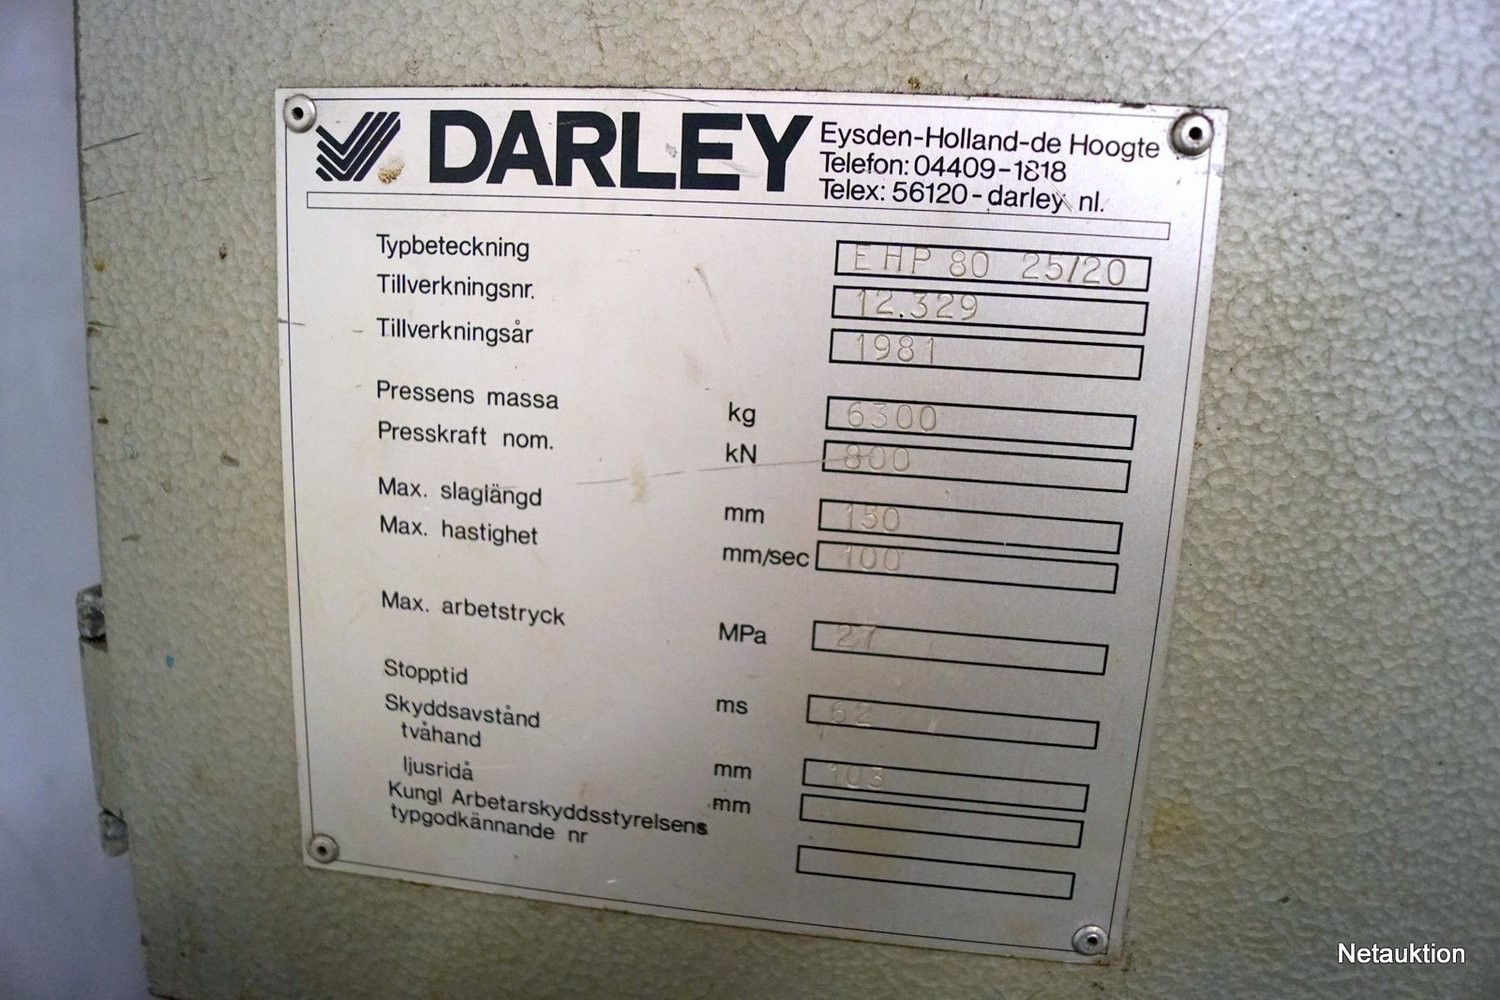 DARLEY
Eysden-Holland-de Hoogte
Telefon: 04409-1818
Telex: 56120-darley nl.
Typbeteckning EHP 80 25/20
Tillverkningsnr. 12.329
Tillverkningsår 1981
Pressens massa kg 6300
Presskraft nom. kN 800
Max. slaglängd mm 150
Max. hastighet mm/sec 100
Max. arbetstryck MPa 27
Stopptid ms 62
Skyddsavstånd
tvåhand mm 103
ljusridå mm
Kungl Arbetarskyddsstyrelsens
typgodkännande nr
Netauktion